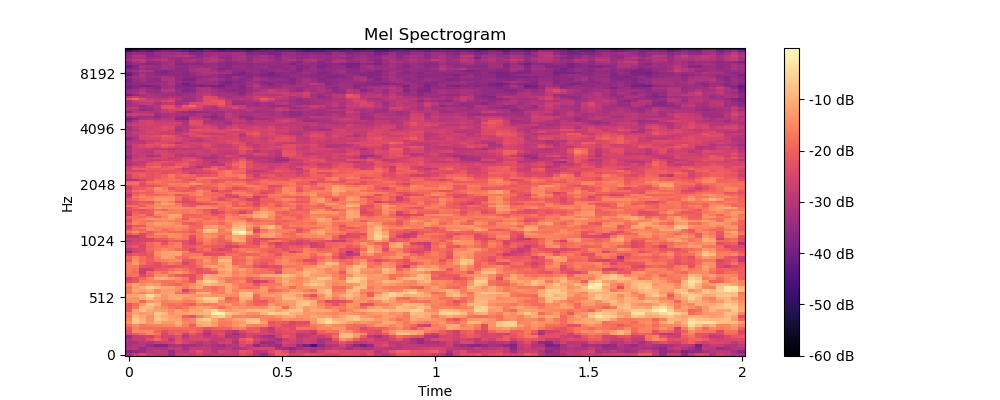 Mel Spectrogram
8192
4096
2048
1024
512
0
Hz
0 0.5 1 1.5 2
Time
-10 dB
-20 dB
-30 dB
-40 dB
-50 dB
-60 dB